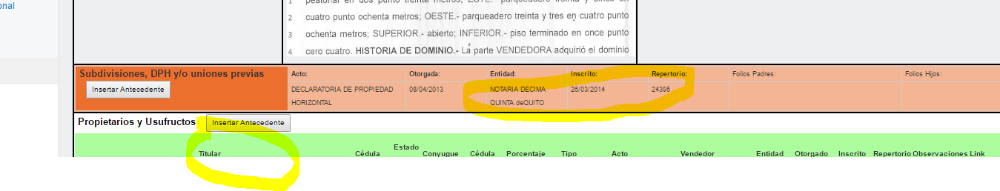 onal
1 peatonal en dos punto treinta metros; ESTE.- parqueadero treinta y cinco en
2 cuatro punto ochenta metros; OESTE.- parqueadero treinta y tres en cuatro punto
3 ochenta metros; SUPERIOR.- abierto; INFERIOR.- piso terminado en once punto
4 cero cuatro. HISTORIA DE DOMINIO.- La parte VENDEDORA adquirió el dominio
Subdivisiones, DPH y/o uniones previas
Insertar Antecedente
Acto: Otorgada: Entidad: Inscrito: Repertorio: Folios Padres: Folios Hijos:
DECLARATORIA DE PROPIEDAD 08/04/2013 NOTARIA DECIMA 26/03/2014 24395
HORIZONTAL QUINTA deQUITO
Propietarios y Usufructo Insertar Antecedente
Estado
Titular Cédula Conyugue Cédula Porcentaje Tipo Acto Vendedor Entidad Otorgado Inscrito Repertorio Observaciones Link